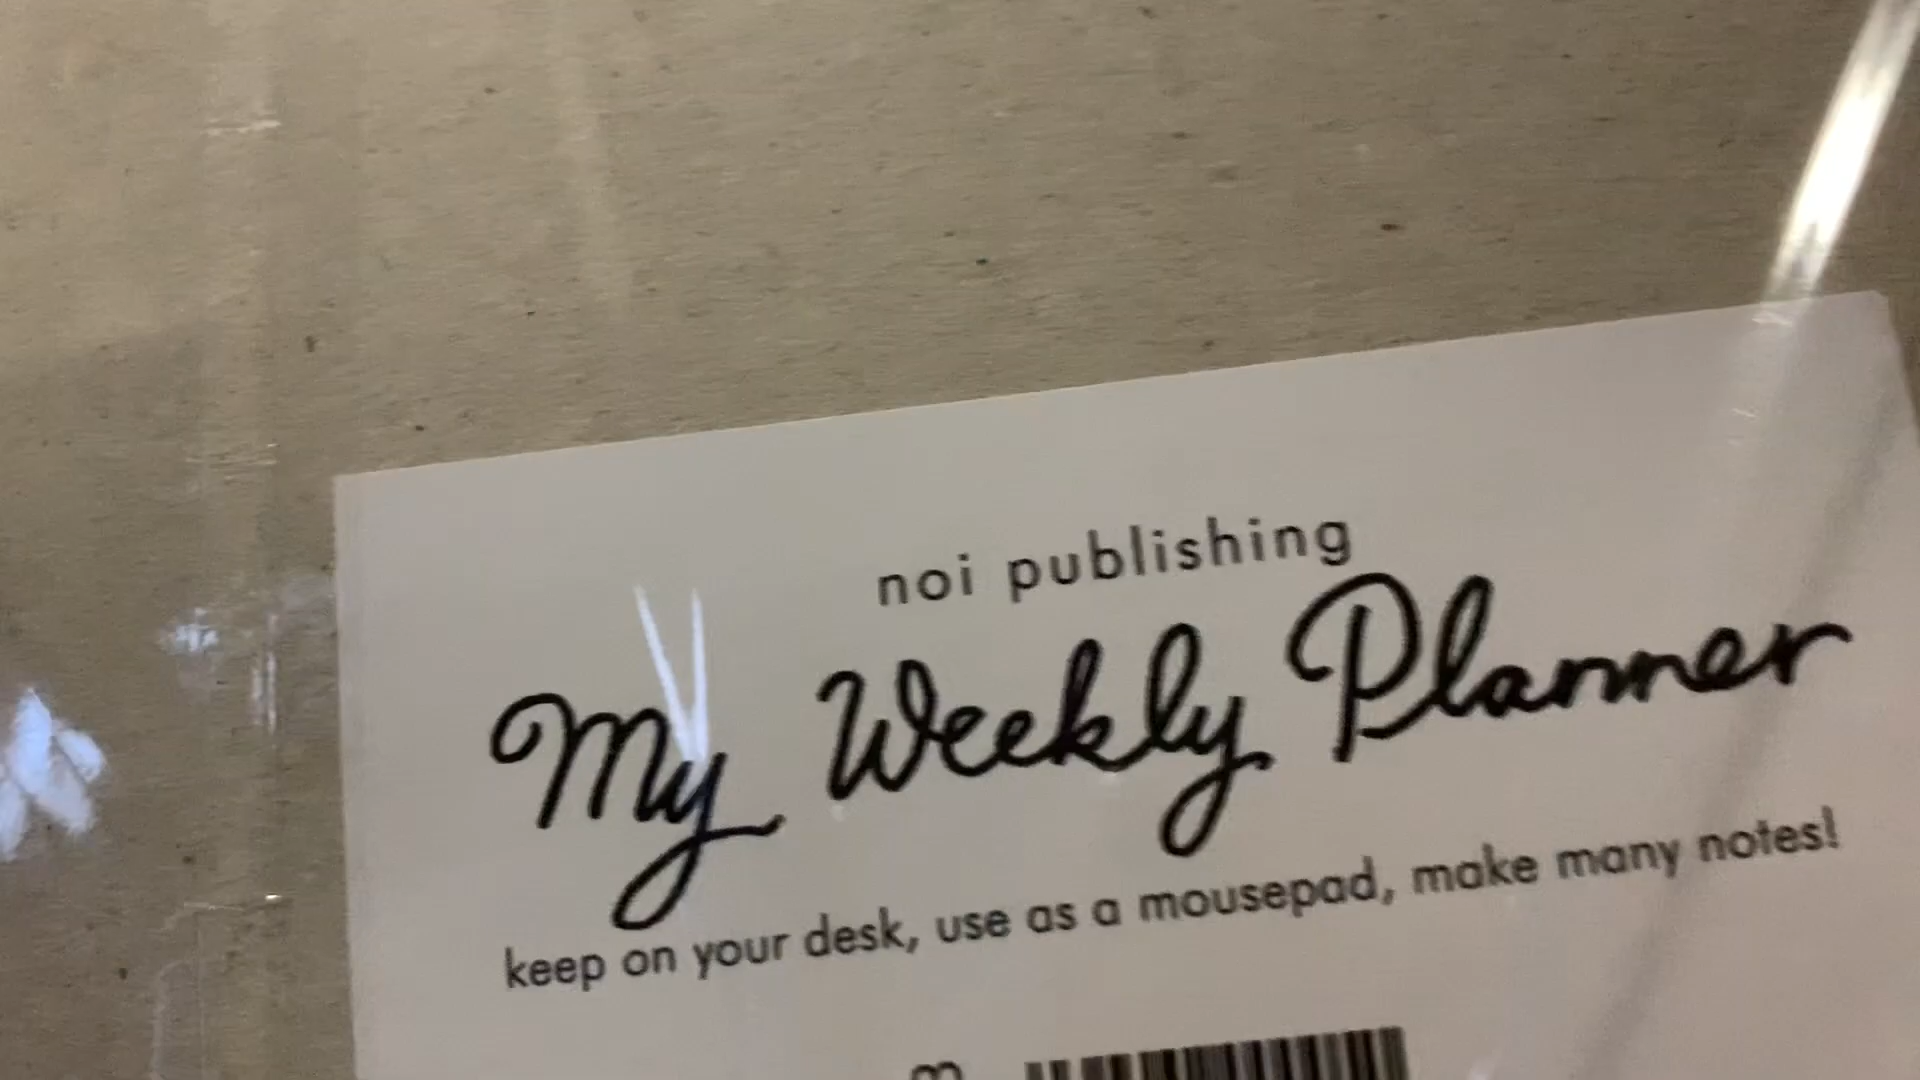 noi publishing
My Weekly Planner
keep on your desk, use as a mousepad, make many notes!